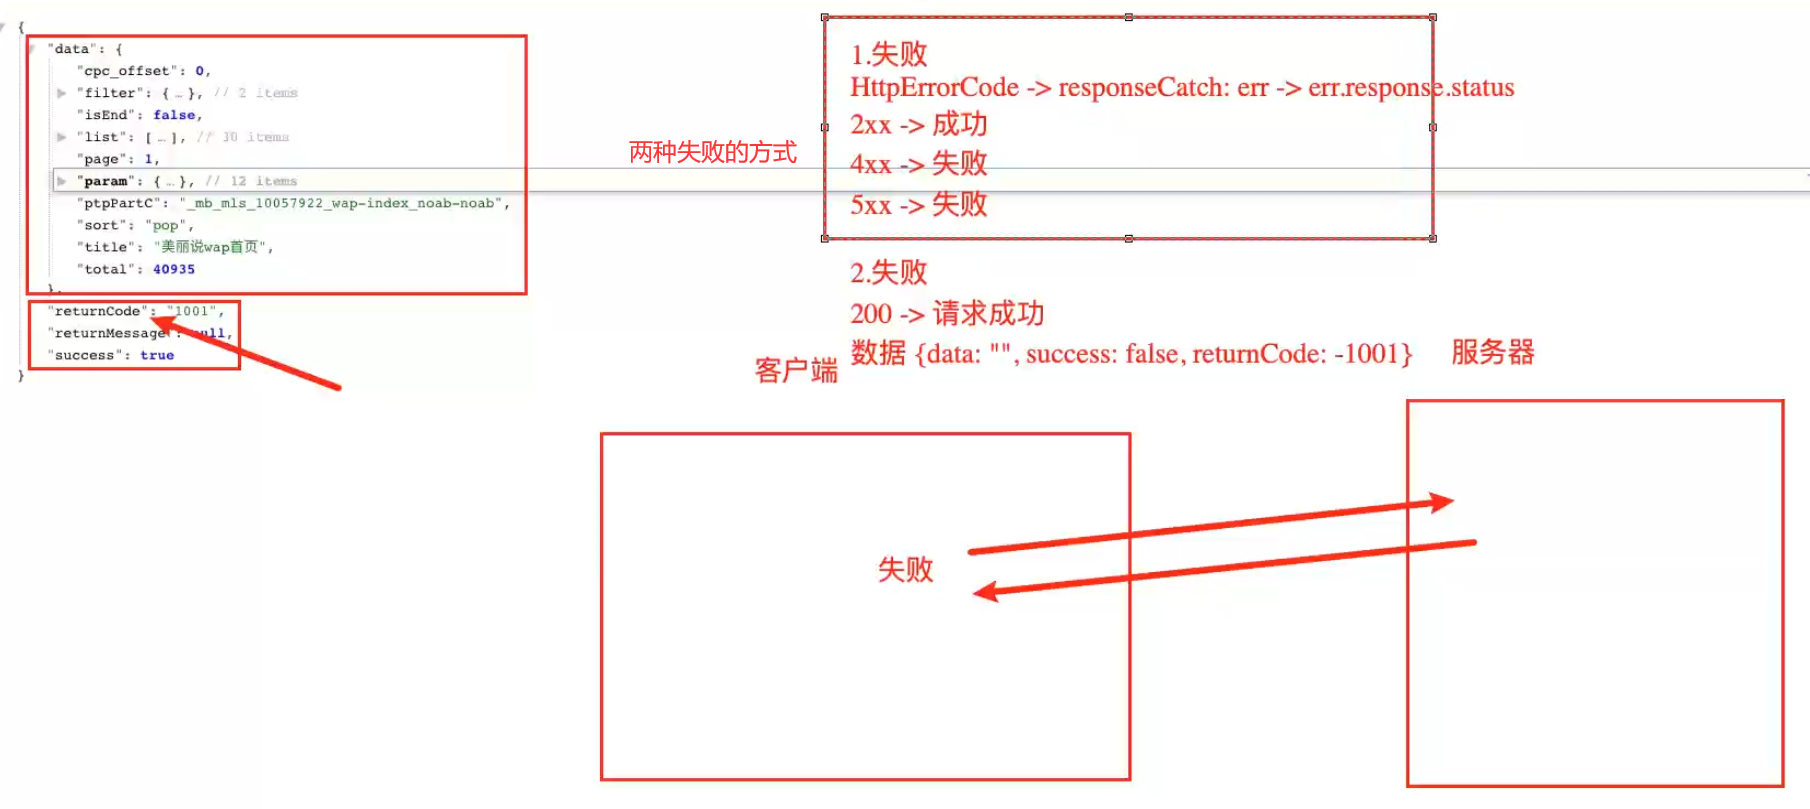 {
"data": {
"cpc_offset": 0,
"filter": { … }, // 2 items
"isEnd": false,
"list": [ … ], // 30 items
"page": 1,
"param": { … }, // 12 items
"ptpPartC": "_mb_mls_10057922_wap-index_noab-noab",
"sort": "pop",
"title": "美丽说wap首页",
"total": 40935
},
"returnCode": "1001",
"returnMessage": null,
"success": true
}
两种失败的方式
1.失败
HttpErrorCode -> responseCatch: err -> err.response.status
2xx -> 成功
4xx -> 失败
5xx -> 失败
2.失败
200 -> 请求成功
数据 {data: "", success: false, returnCode: -1001}
客户端
服务器
失败